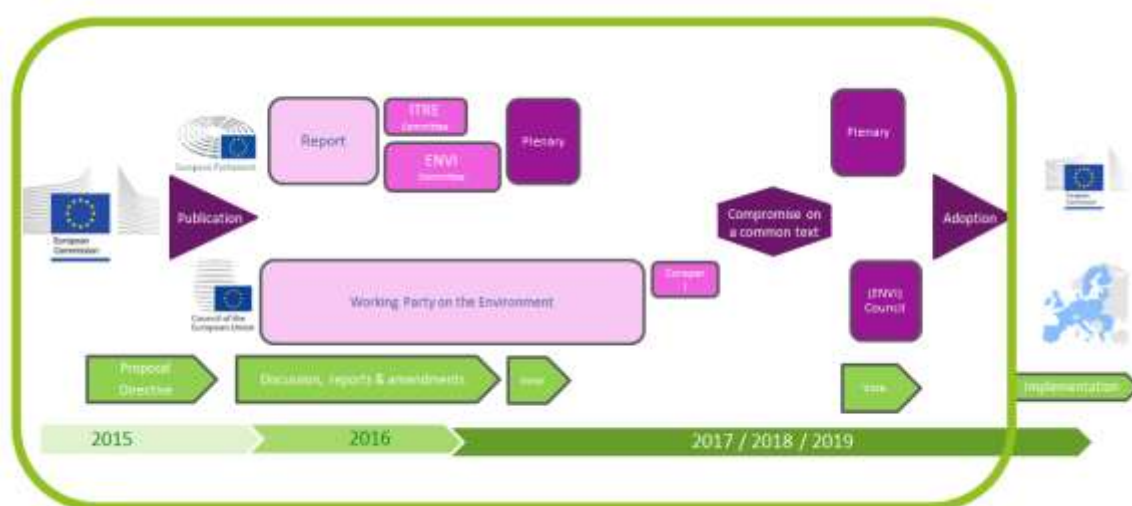 ITRE
Committee
Report
Plenary
Plenary
ENVI
Committee
European Parliament
Publication
Compromise on
a common text
Adoption
European
Commission
European
Commission
Working Party on the Environment
(ENVI)
Council
Council of the
European Union
Proposal
Directive
Discussion, reports & amendments
Implementation
2015
2016
2017 / 2018 / 2019